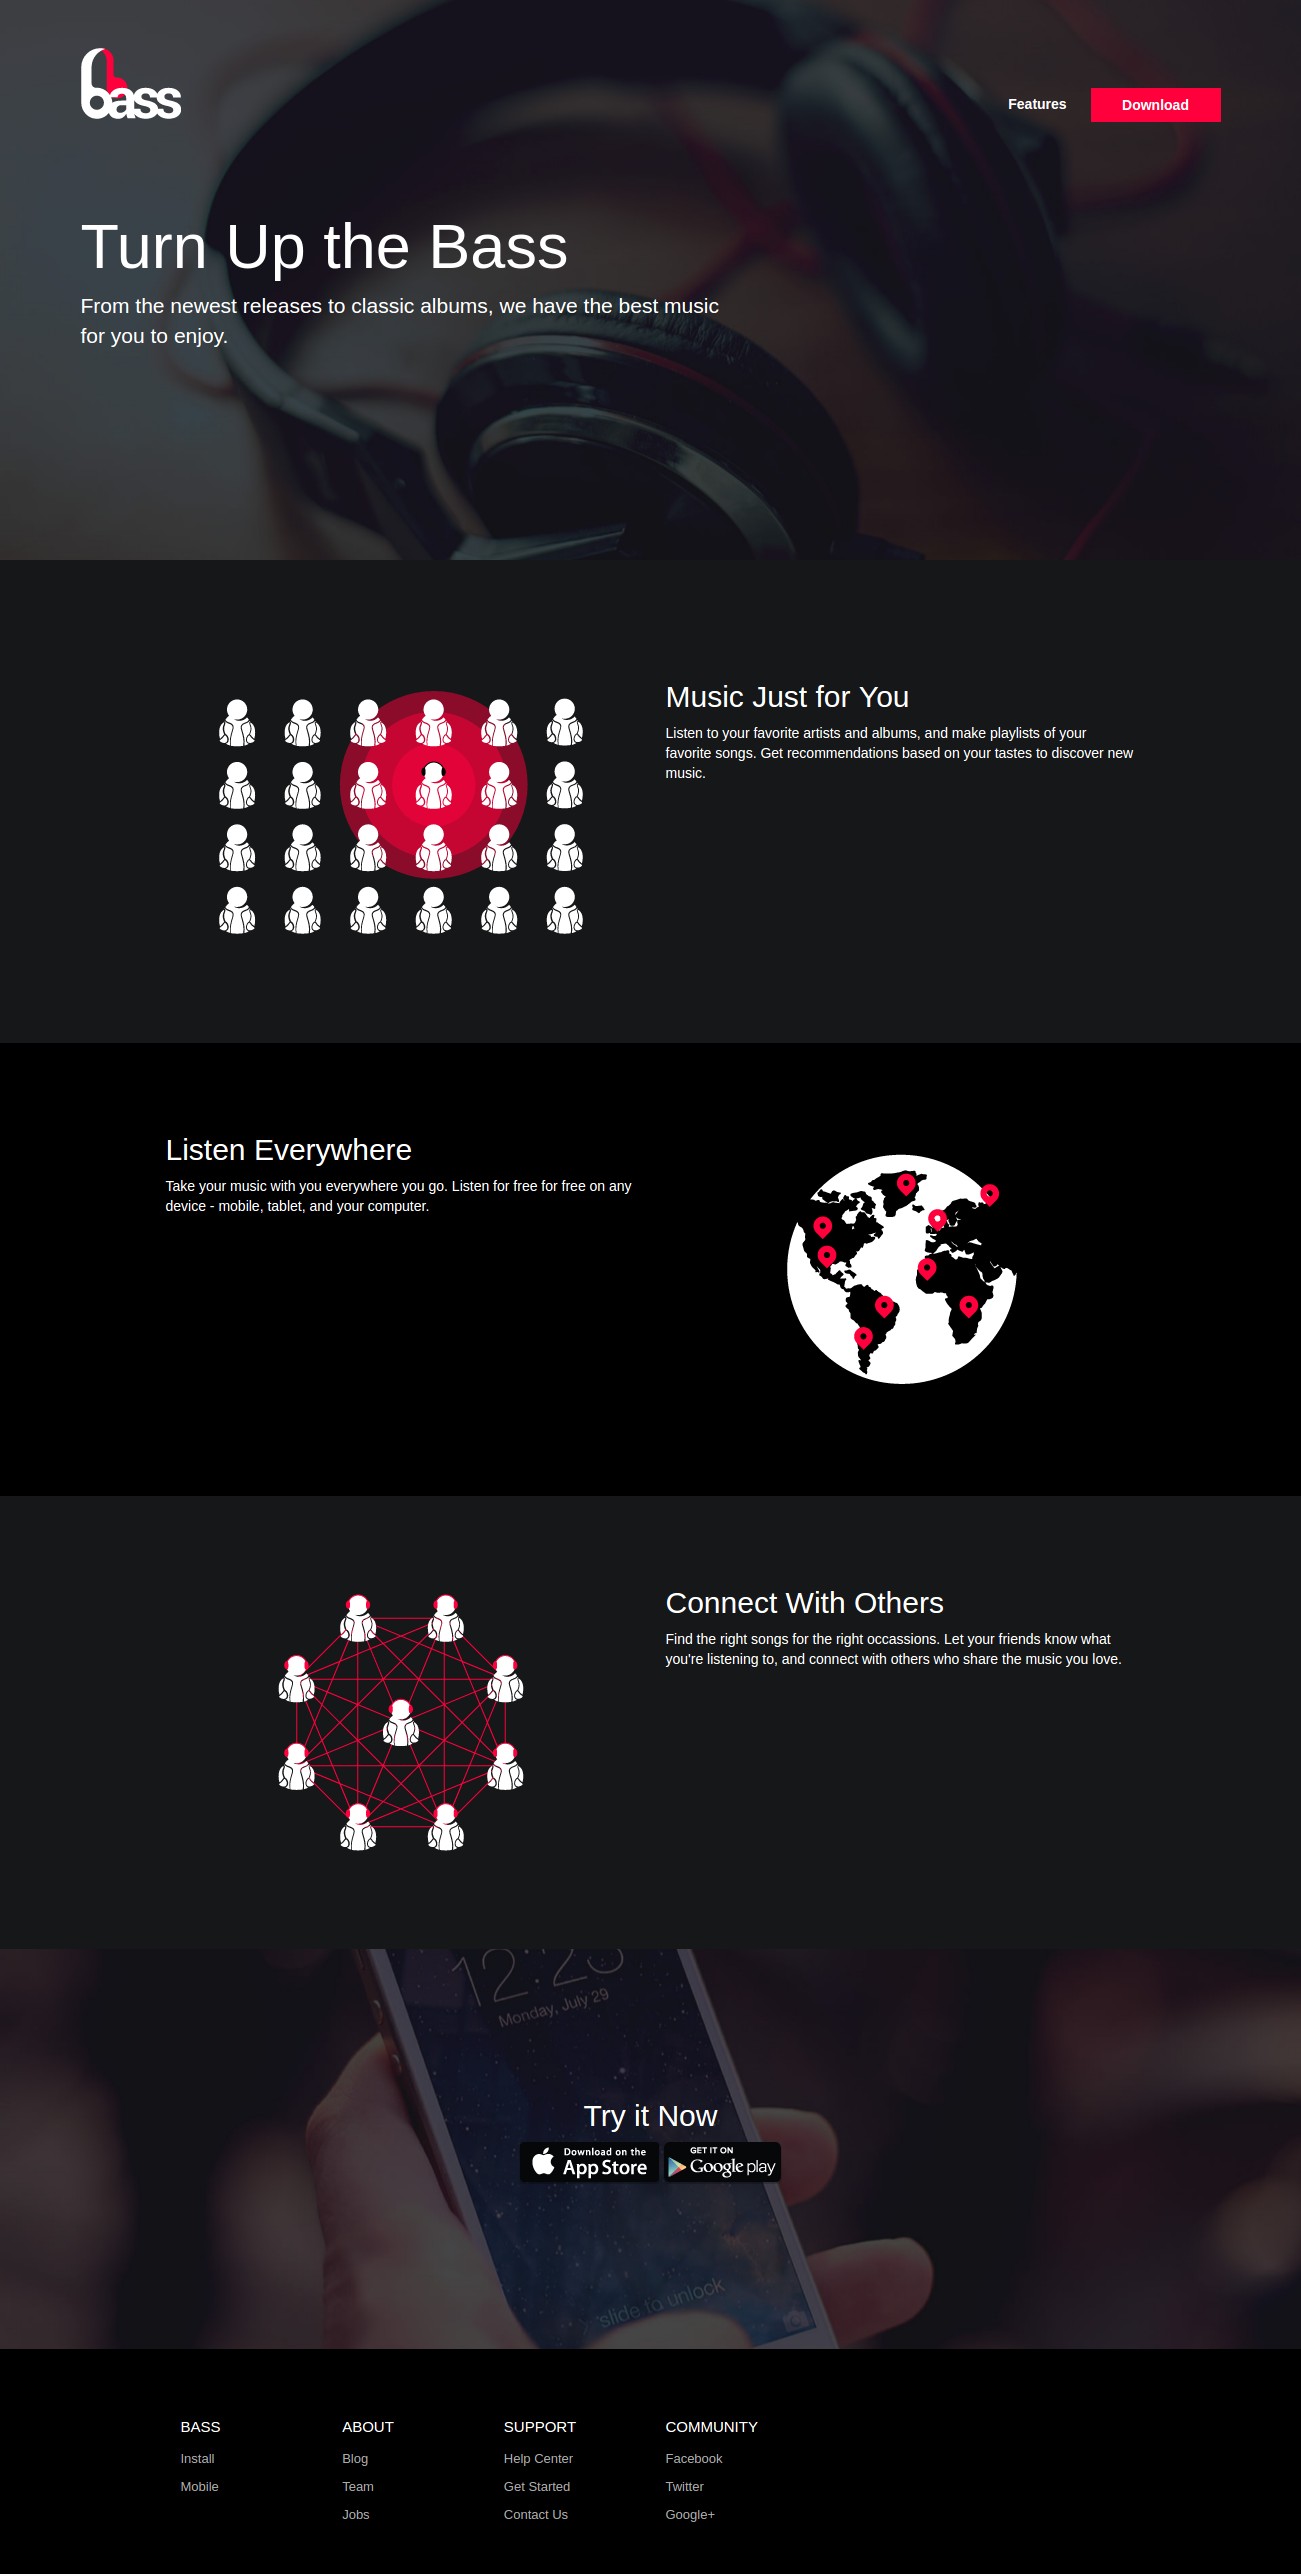 bass
Features
Download
Turn Up the Bass
From the newest releases to classic albums, we have the best music
for you to enjoy.
Music Just for You
Listen to your favorite artists and albums, and make playlists of your
favorite songs. Get recommendations based on your tastes to discover new
music.
Listen Everywhere
Take your music with you everywhere you go. Listen for free for free on any
device - mobile, tablet, and your computer.
Connect With Others
Find the right songs for the right occassions. Let your friends know what
you're listening to, and connect with others who share the music you love.
12:23
Monday, July 29
Try it Now
Download on the
App Store
GET IT ON
Google play
slide to unlock
BASS
Install
Mobile
ABOUT
Blog
Team
Jobs
SUPPORT
Help Center
Get Started
Contact Us
COMMUNITY
Facebook
Twitter
Google+